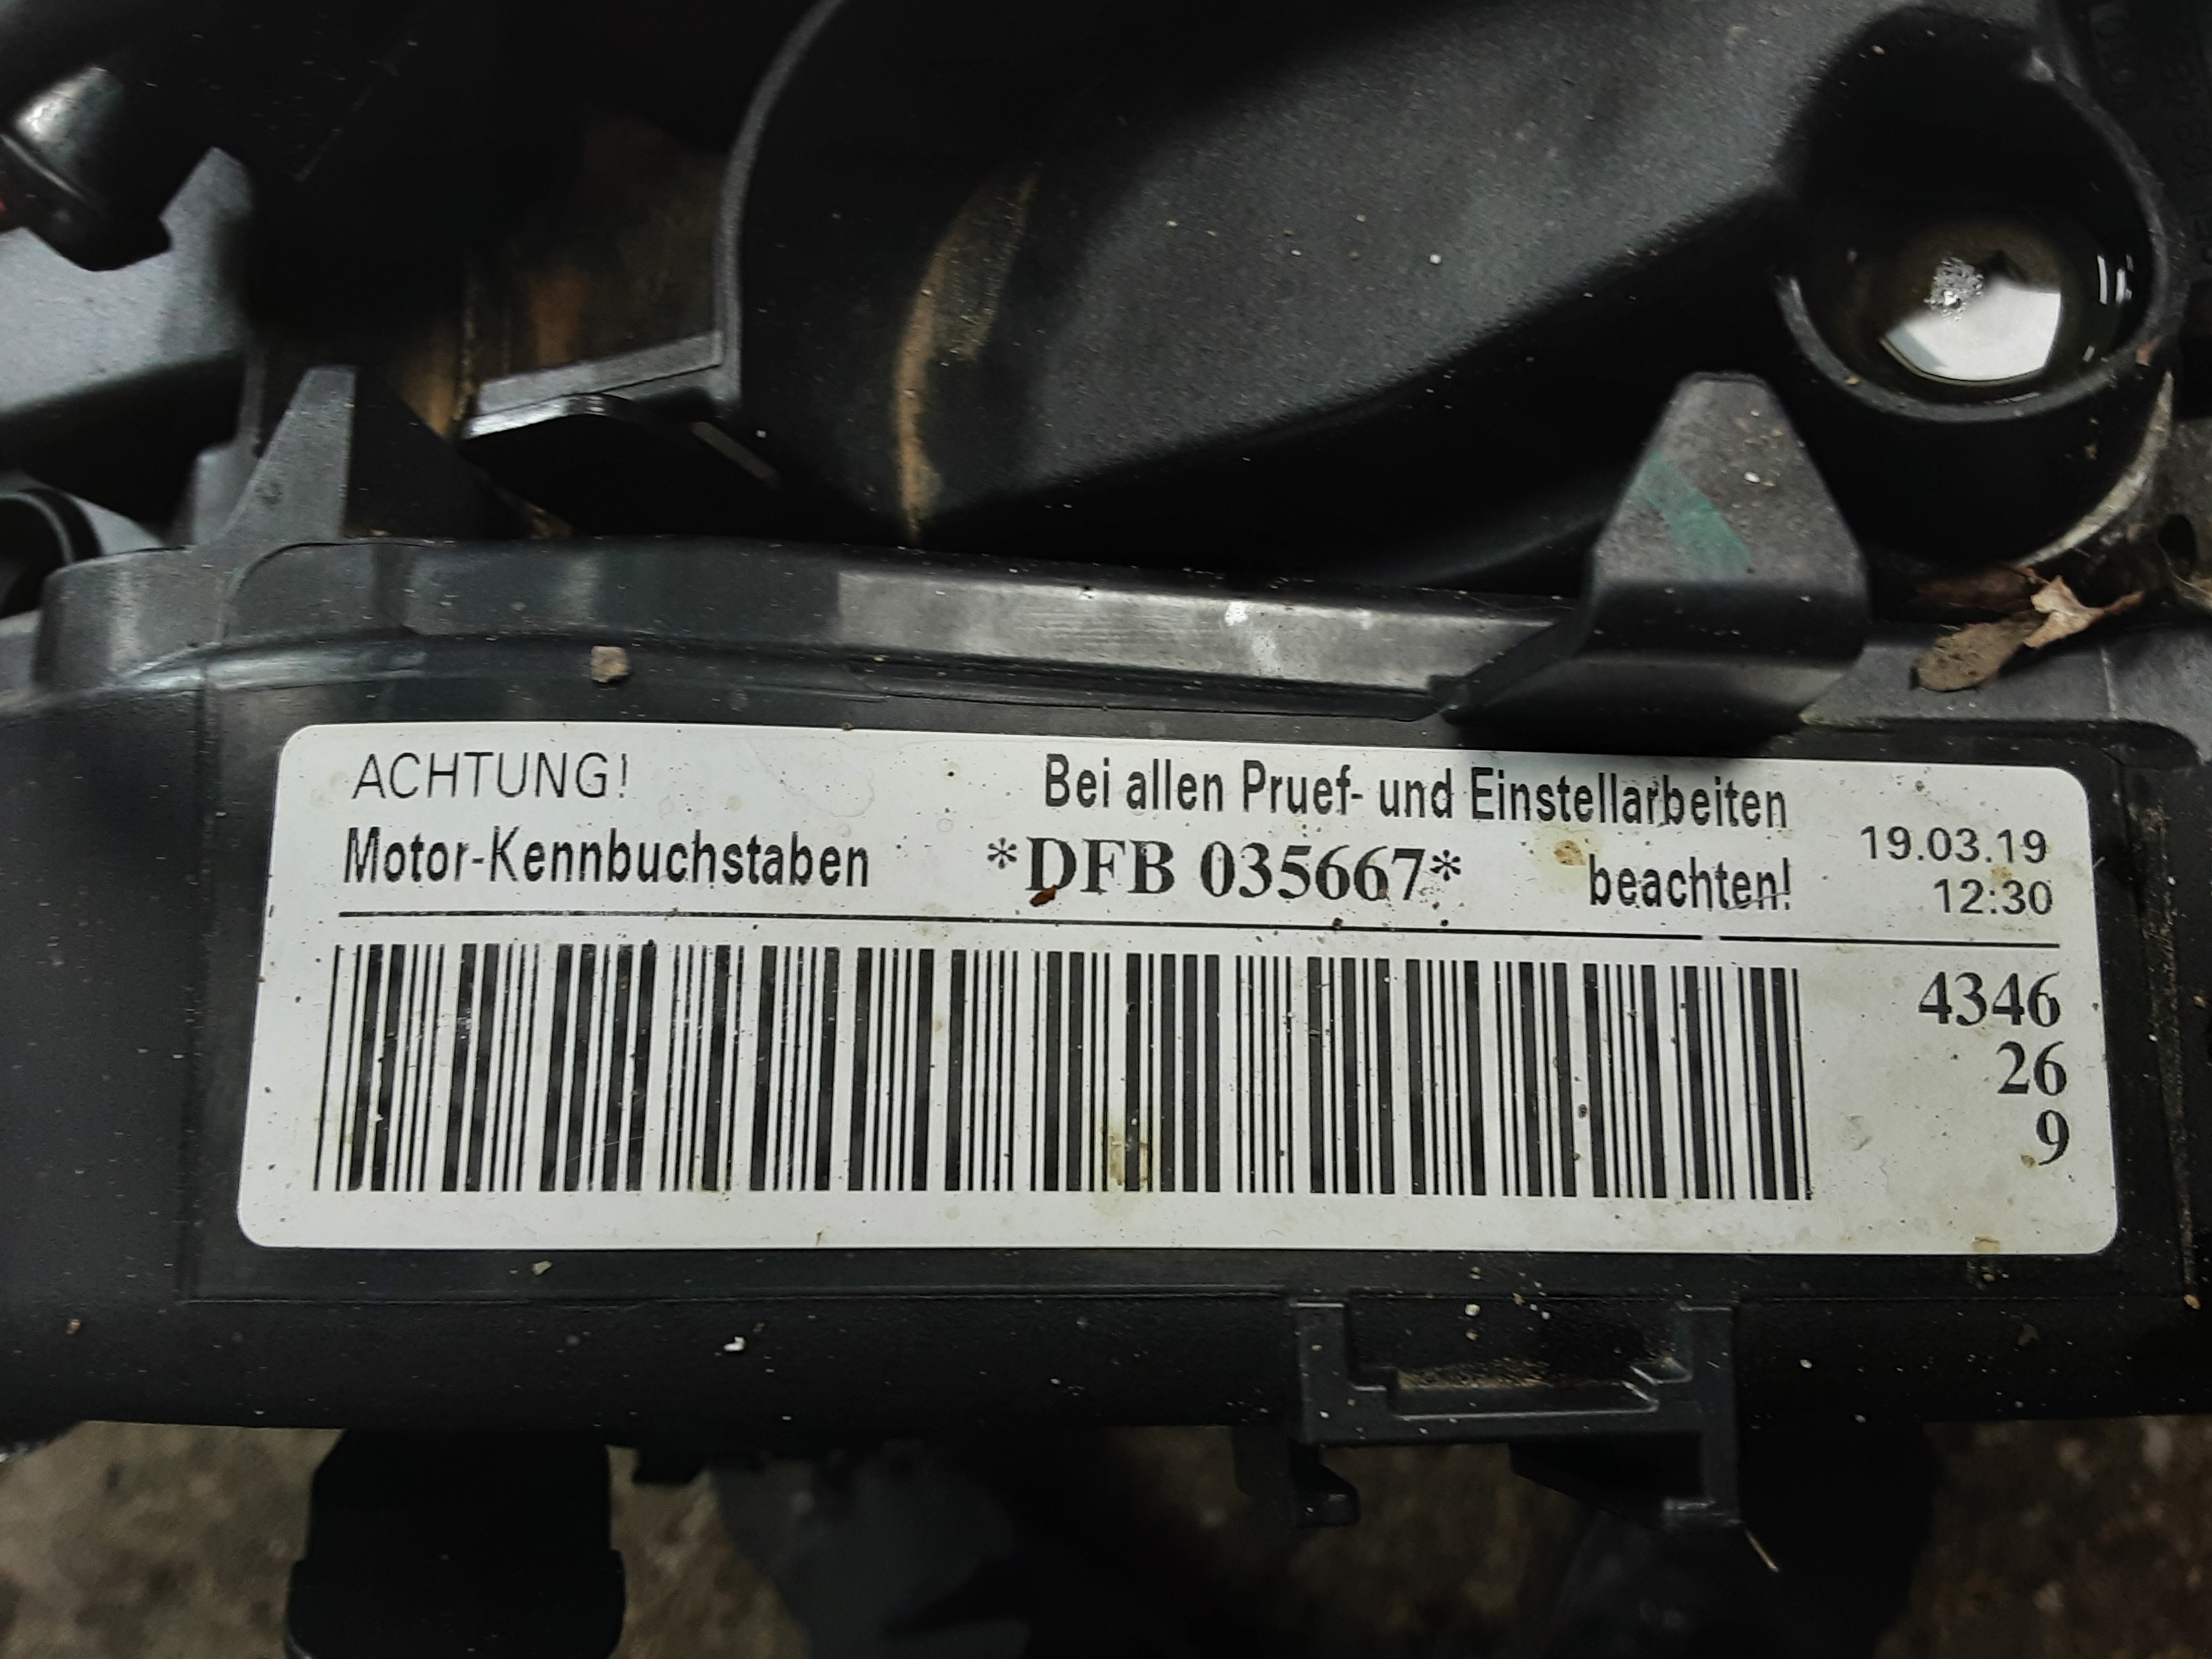 ACHTUNG!
Bei allen Pruef- und Einstellarbeiten
Motor-Kennbuchstaben *DFB 035667* beachten!
19.03.19
12:30
4346
26
9